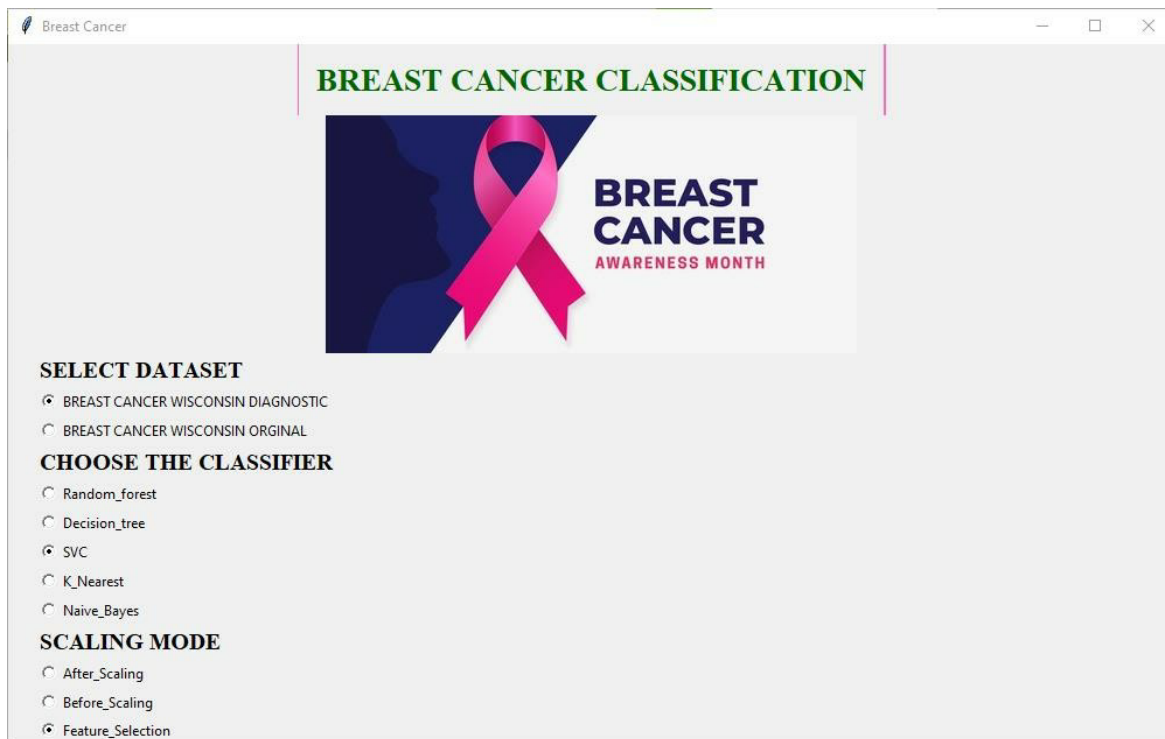 Breast Cancer
BREAST CANCER CLASSIFICATION
BREAST
CANCER
AWARENESS MONTH
SELECT DATASET
BREAST CANCER WISCONSIN DIAGNOSTIC
BREAST CANCER WISCONSIN ORGINAL
CHOOSE THE CLASSIFIER
Random_forest
Decision_tree
SVC
K_Nearest
Naive_Bayes
SCALING MODE
After_Scaling
Before_Scaling
Feature_Selection